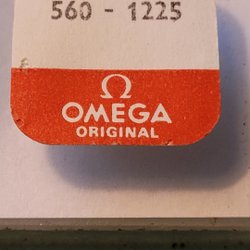 560 - 1225
Ω
OMEGA
ORIGINAL